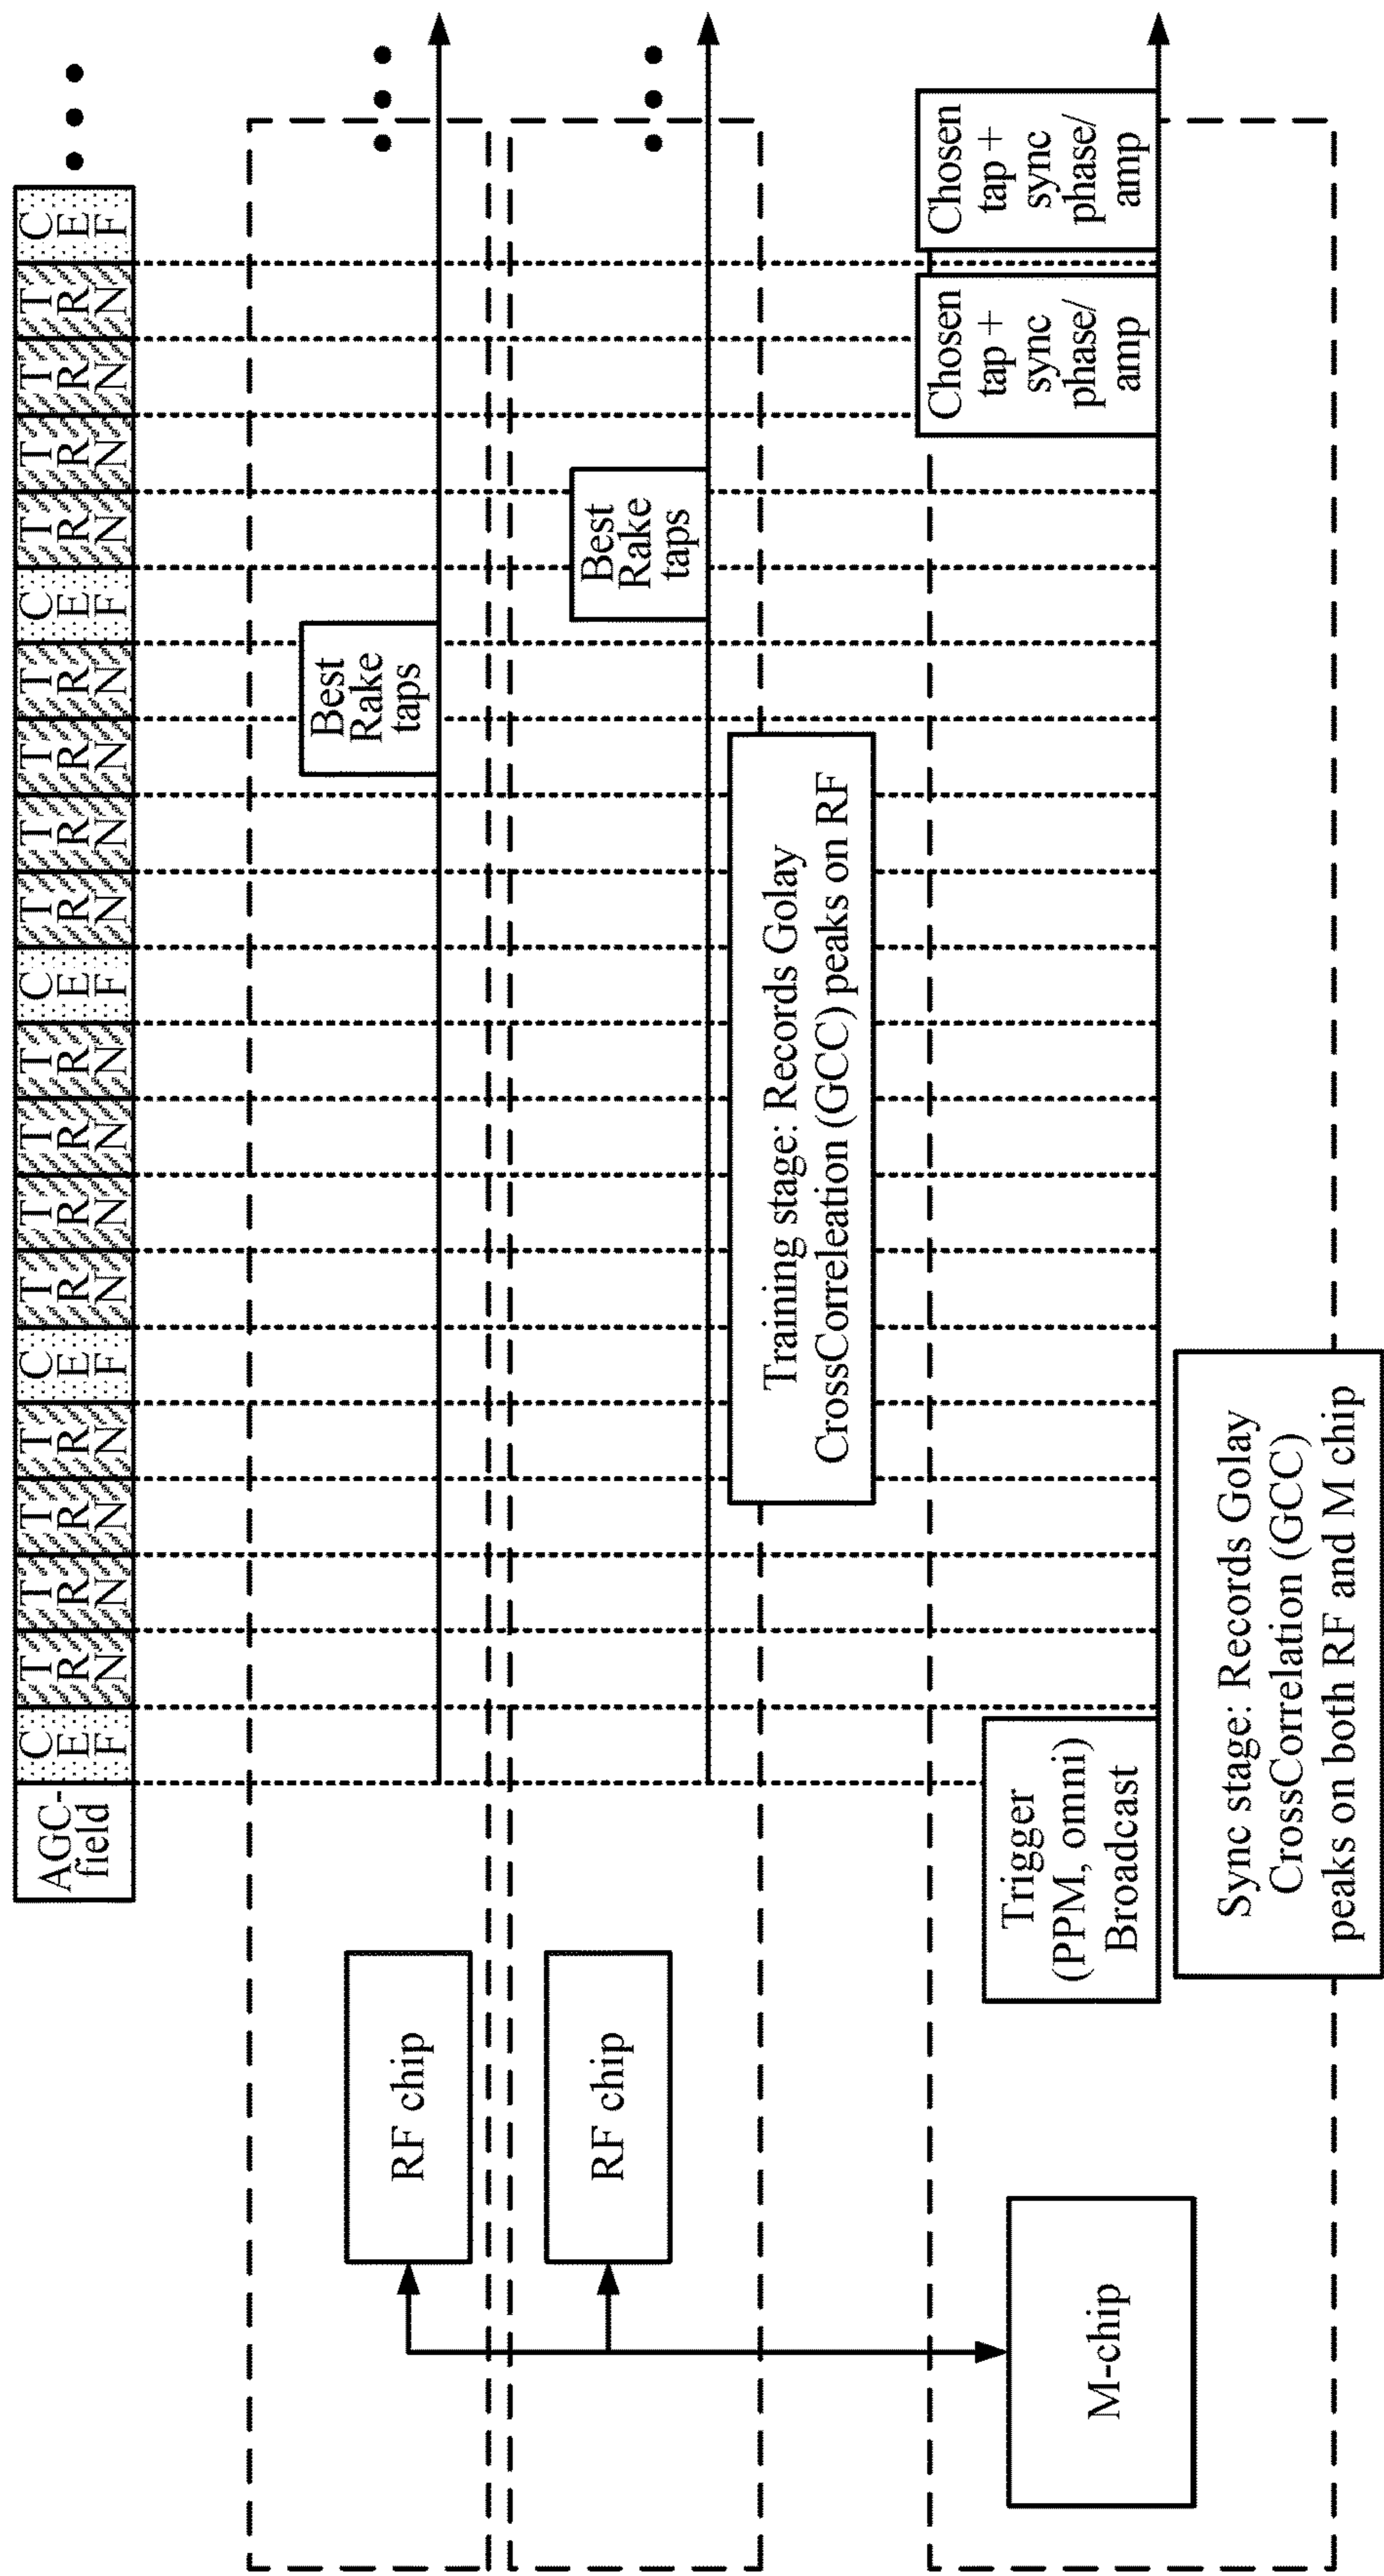 AGC-
field
C
E
F
T
R
N
T
R
N
T
R
N
T
R
N
C
E
F
T
R
N
T
R
N
T
R
N
T
R
N
C
E
F
T
R
N
T
R
N
T
R
N
T
R
N
C
E
F
T
R
N
T
R
N
T
R
N
T
R
N
C
E
F
RF chip
Best
Rake
taps
RF chip
Best
Rake
taps
Training stage: Records Golay
CrossCorreleation (GCC) peaks on RF
M-chip
Trigger
(PPM, omni)
Broadcast
Chosen
tap +
sync
phase/
amp
Chosen
tap +
sync
phase/
amp
Sync stage: Records Golay
CrossCorrelation (GCC)
peaks on both RF and M chip